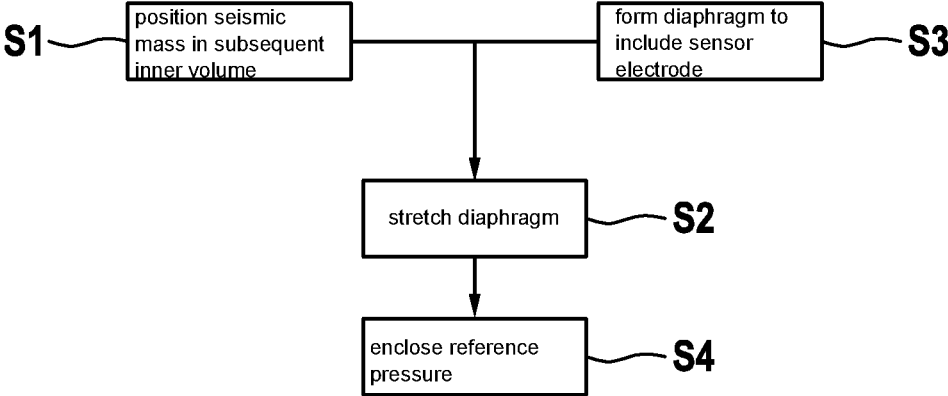 S1
position seismic
mass in subsequent
inner volume
form diaphragm to
include sensor
electrode
S3
stretch diaphragm
S2
enclose reference
pressure
S4